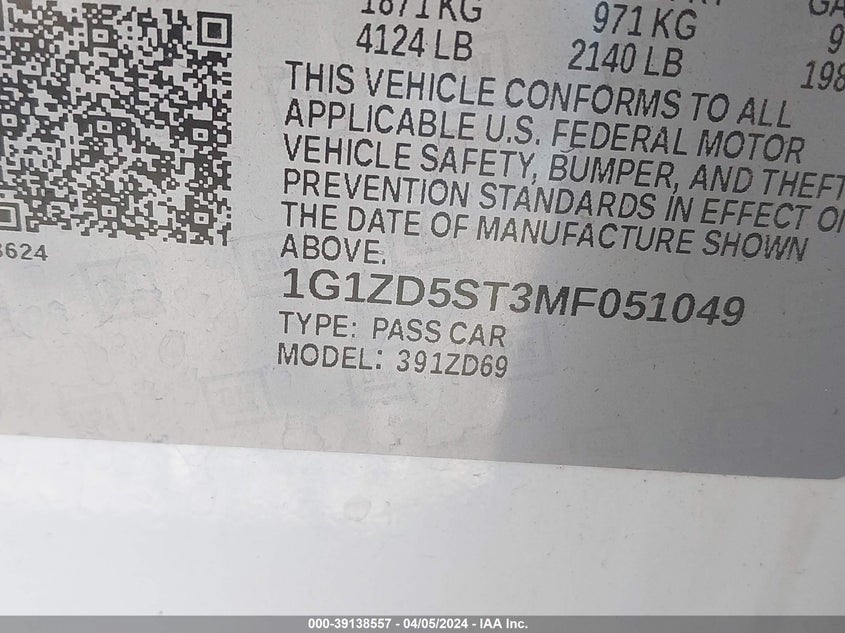 1871 KG
971 KG
4124 LB
2140 LB
THIS VEHICLE CONFORMS TO ALL
APPLICABLE U.S. FEDERAL MOTOR
VEHICLE SAFETY, BUMPER, AND THEFT
PREVENTION STANDARDS IN EFFECT ON
THE DATE OF MANUFACTURE SHOWN
ABOVE.
1G1ZD5ST3MF051049
TYPE: PASS CAR
MODEL: 391ZD69
000-39138557 - 04/05/2024 - IAA Inc.